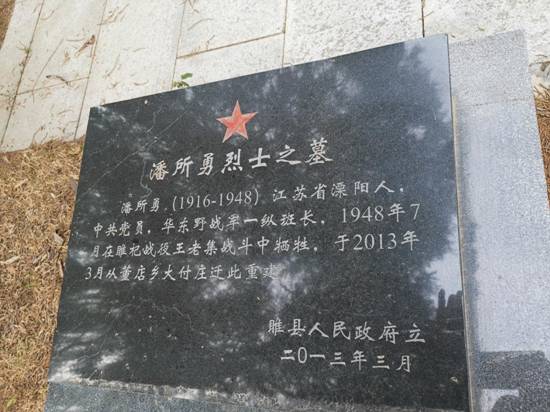 潘所勇烈士之墓
潘所勇,(1916-1948) 江苏省溧阳人,
中共党员,华东野战军一纵班长,1948年7
月在睢杞战役王老集战斗中牺牲,于2013年
3月从董店乡大付庄迁此重建
睢县人民政府立
二〇一三年三月